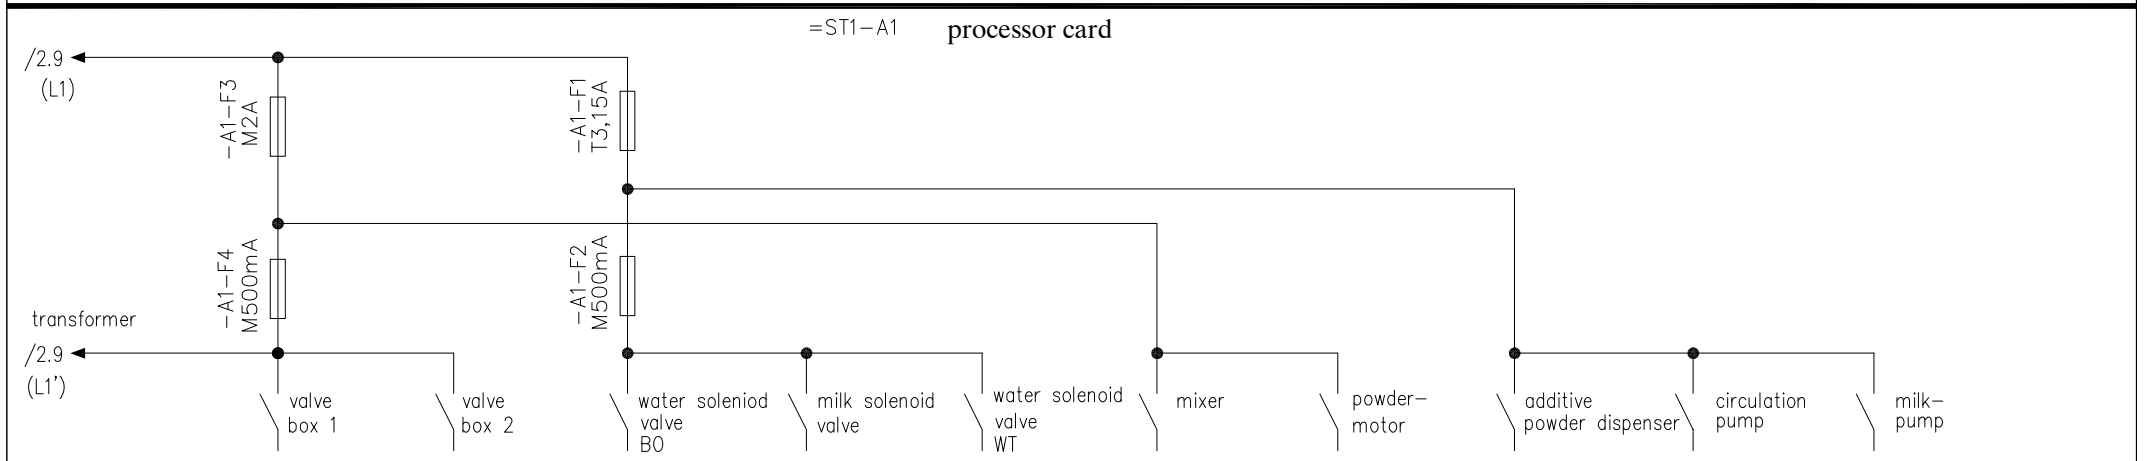 =ST1-A1
processor card
/2.9
(L1)
-A1-F3
M2A
-A1-F1
T3,15A
-A1-F4
M500mA
-A1-F2
M500mA
transformer
/2.9
(L1')
valve
box 1
valve
box 2
water soleniod
valve
BO
milk solenoid
valve
water solenoid
valve
WT
mixer
powder-
motor
additive
powder dispenser
circulation
pump
milk-
pump